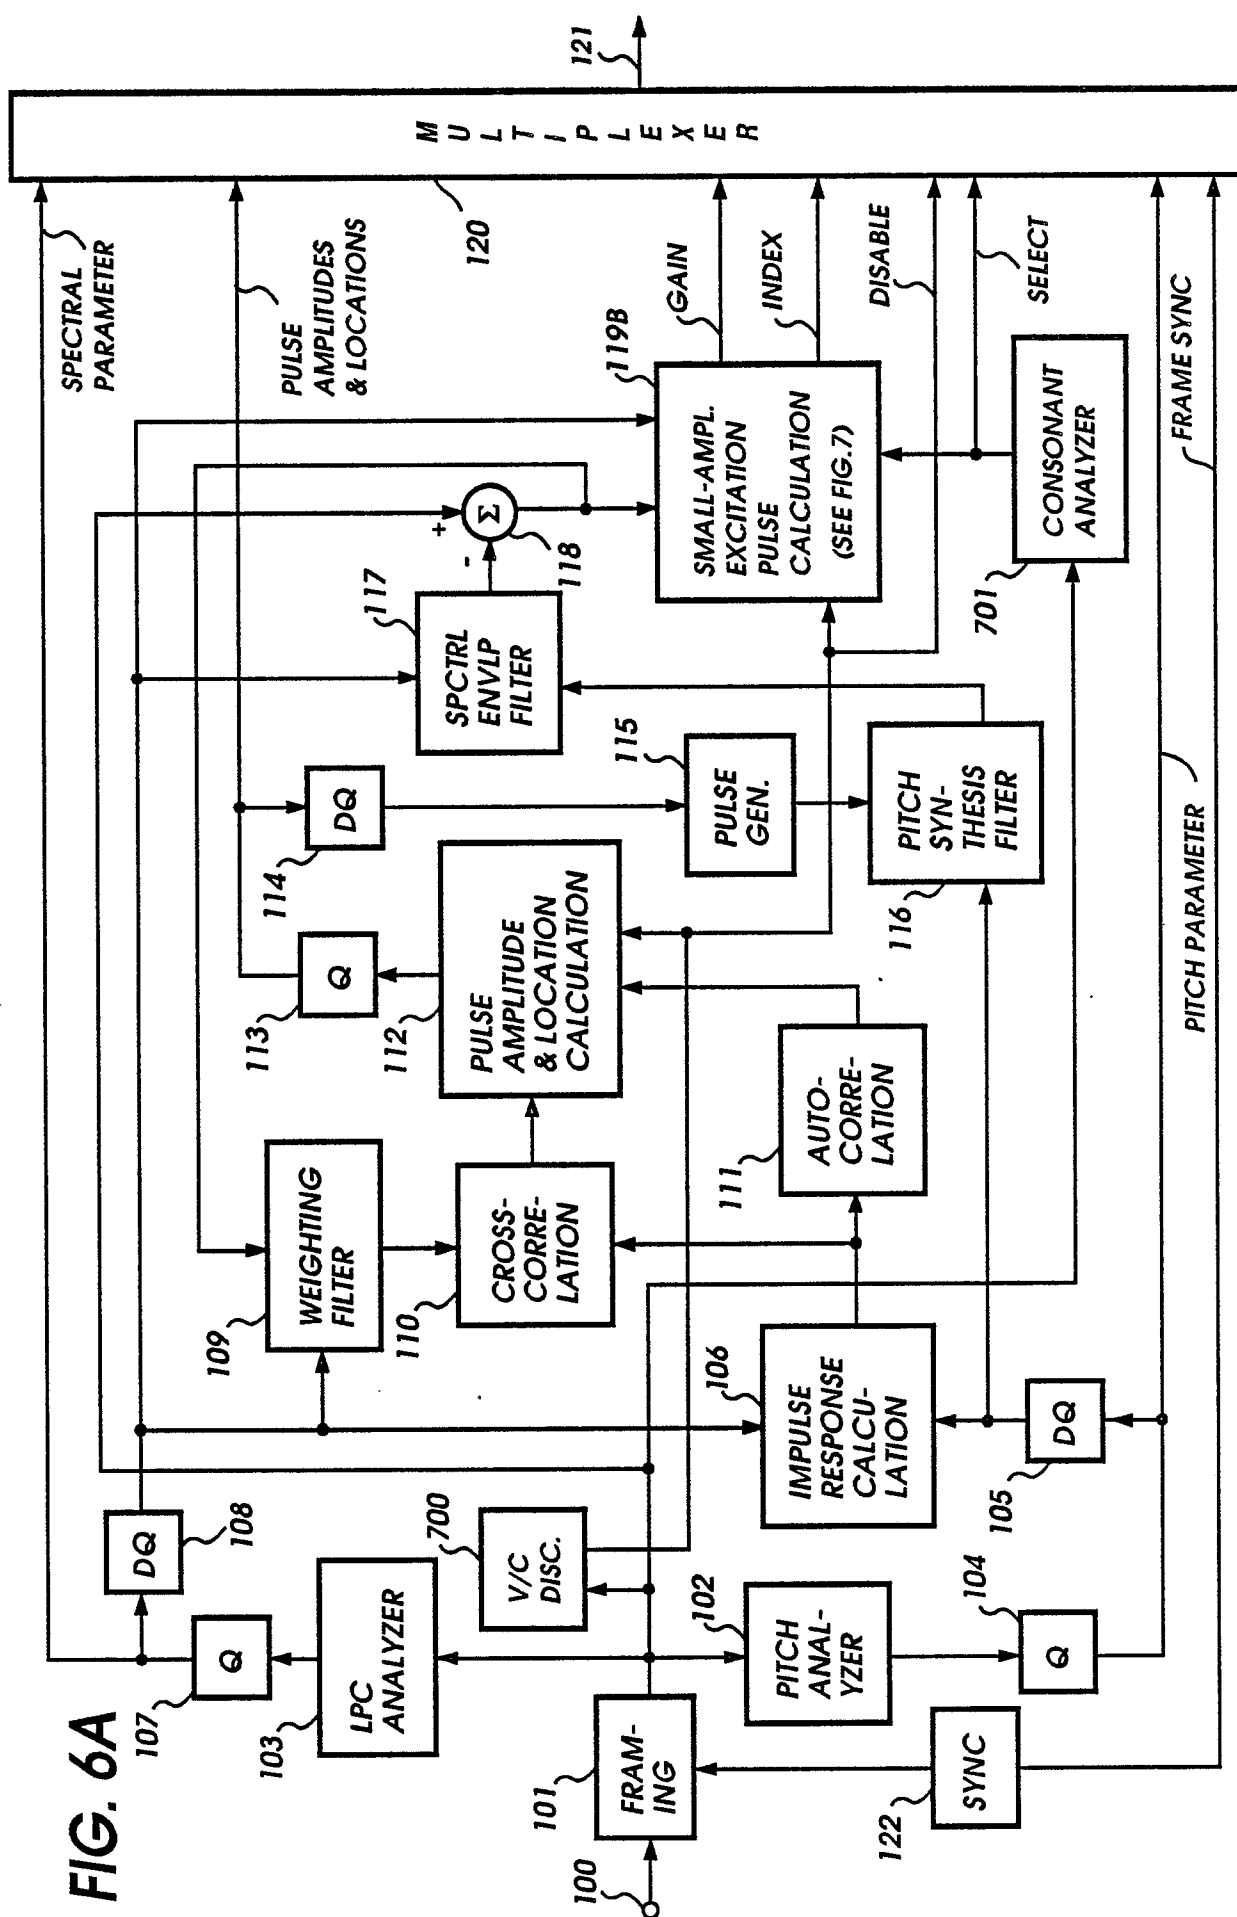 FIG. 6A
SPECTRAL
PARAMETER
PULSE
AMPLITUDES
& LOCATIONS
120
MULTIPLEXER
121
107
Q
DQ
108
103
LPC
ANALYZER
700
V/C
DISC.
109
WEIGHTING
FILTER
110
CROSS-
CORRE-
LATION
113
Q
112
PULSE
AMPLITUDE
& LOCATION
CALCULATION
114
DQ
115
PULSE
GEN.
117
SPCTRL
ENVLP
FILTER
+
-
Σ
118
119B
SMALL-AMPL.
EXCITATION
PULSE
CALCULATION
(SEE FIG.7)
GAIN
INDEX
DISABLE
SELECT
100
101
FRAM-
ING
102
PITCH
ANAL-
YZER
104
Q
105
DQ
106
IMPULSE
RESPONSE
CALCU-
LATION
111
AUTO-
CORRE-
LATION
116
PITCH
SYN-
THESIS
FILTER
701
CONSONANT
ANALYZER
122
SYNC
PITCH PARAMETER
FRAME SYNC